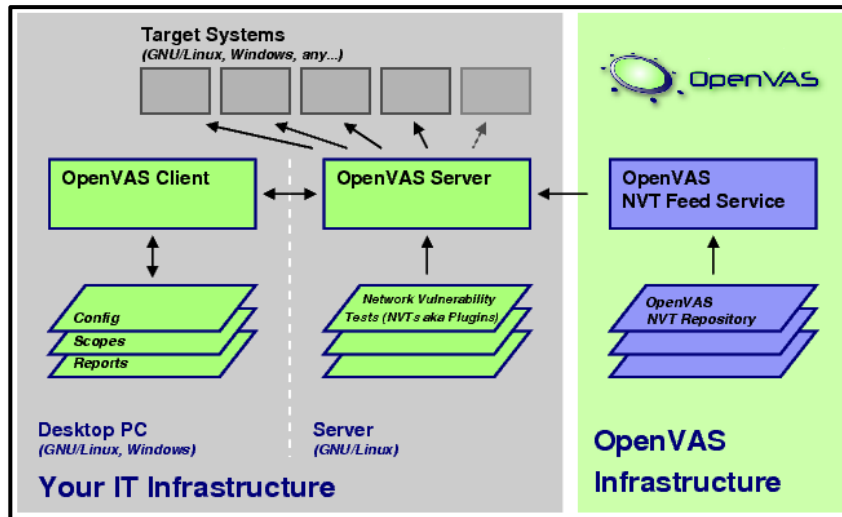 Target Systems
(GNU/Linux, Windows, any...)
OpenVAS
OpenVAS Client
OpenVAS Server
OpenVAS
NVT Feed Service
Config
Scopes
Reports
Network Vulnerability
Tests (NVTs aka Plugins)
OpenVAS
NVT Repository
Desktop PC
(GNU/Linux, Windows)
Server
(GNU/Linux)
Your IT Infrastructure
OpenVAS
Infrastructure